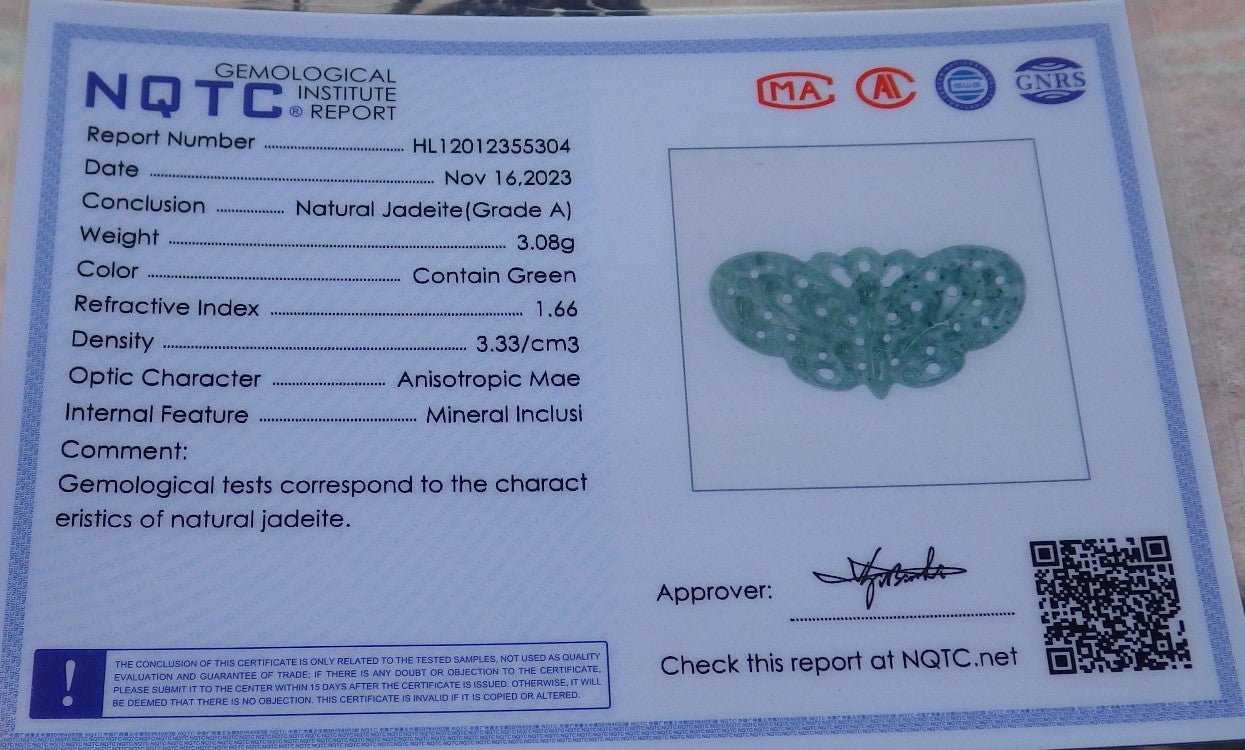 NQTC® GEMOLOGICAL
INSTITUTE
REPORT
Report Number ........ HL12012355304
Date ........ Nov 16,2023
Conclusion ........ Natural Jadeite(Grade A)
Weight ........ 3.08g
Color ........ Contain Green
Refractive Index ........ 1.66
Density ........ 3.33/cm3
Optic Character ........ Anisotropic Mae
Internal Feature ........ Mineral Inclusi
Comment:
Gemological tests correspond to the charact
eristics of natural jadeite.
! THE CONCLUSION OF THIS CERTIFICATE IS ONLY RELATED TO THE TESTED SAMPLES, NOT USED AS QUALITY
EVALUATION AND GUARANTEE OF TRADE; IF THERE IS ANY DOUBT OR OBJECTION TO THE CERTIFICATE,
PLEASE SUBMIT IT TO THE CENTER WITHIN 15 DAYS AFTER THE CERTIFICATE IS ISSUED. OTHERWISE, IT WILL
BE DEEMED THAT THERE IS NO OBJECTION. THIS CERTIFICATE IS INVALID IF IT IS COPIED OR ALTERED.
MA
AL
GNRS
Approver:
Check this report at NQTC.net